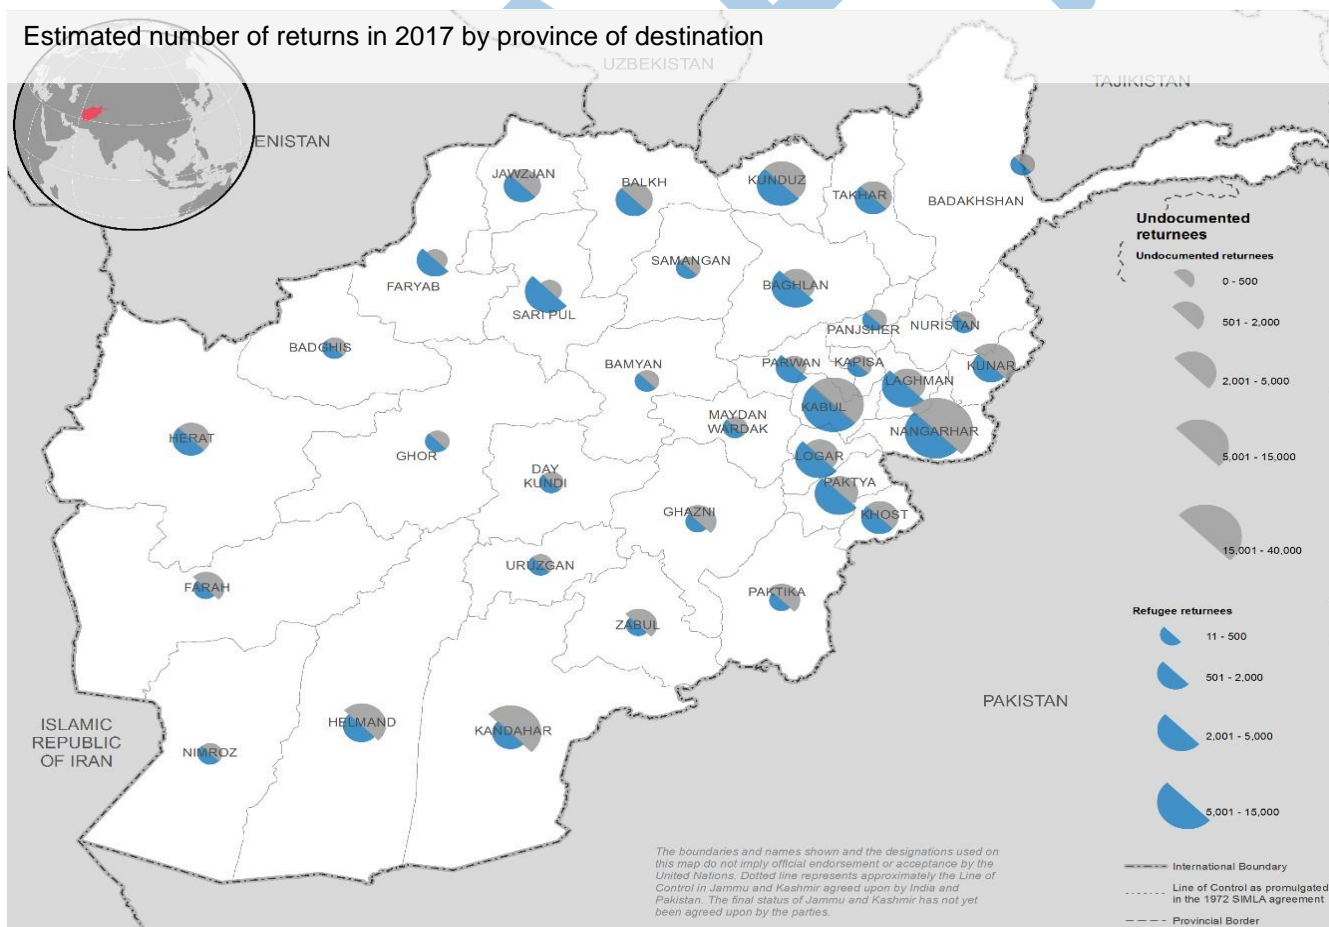 Estimated number of returns in 2017 by province of destination
UZBEKISTAN
TAJIKISTAN
ENISTAN
JAWZJAN
BALKH
KUNDUZ
TAKHAR
BADAKHSHAN
FARYAB
SARI PUL
SAMANGAN
BAGHLAN
PANJSHER
NURISTAN
BADGHIS
BAMYAN
PARWAN
KAPISA
KUNAR
LAGHMAN
KABUL
MAYDAN
WARDAK
NANGARHAR
HERAT
GHOR
DAY
KUNDI
LOGAR
PAKTYA
GHAZNI
KHOST
URUZGAN
PAKTIKA
FARAH
ZABUL
HELMAND
KANDAHAR
NIMROZ
ISLAMIC
REPUBLIC
OF IRAN
PAKISTAN
Undocumented
returnees
Undocumented returnees
0 - 500
501 - 2,000
2,001 - 5,000
5,001 - 15,000
15,001 - 40,000
Refugee returnees
11 - 500
501 - 2,000
2,001 - 5,000
5,001 - 15,000
International Boundary
Line of Control as promulgated
in the 1972 SIMLA agreement
Provincial Border
The boundaries and names shown and the designations used on
this map do not imply official endorsement or acceptance by the
United Nations. Dotted line represents approximately the Line of
Control in Jammu and Kashmir agreed upon by India and
Pakistan. The final status of Jammu and Kashmir has not yet
been agreed upon by the parties.